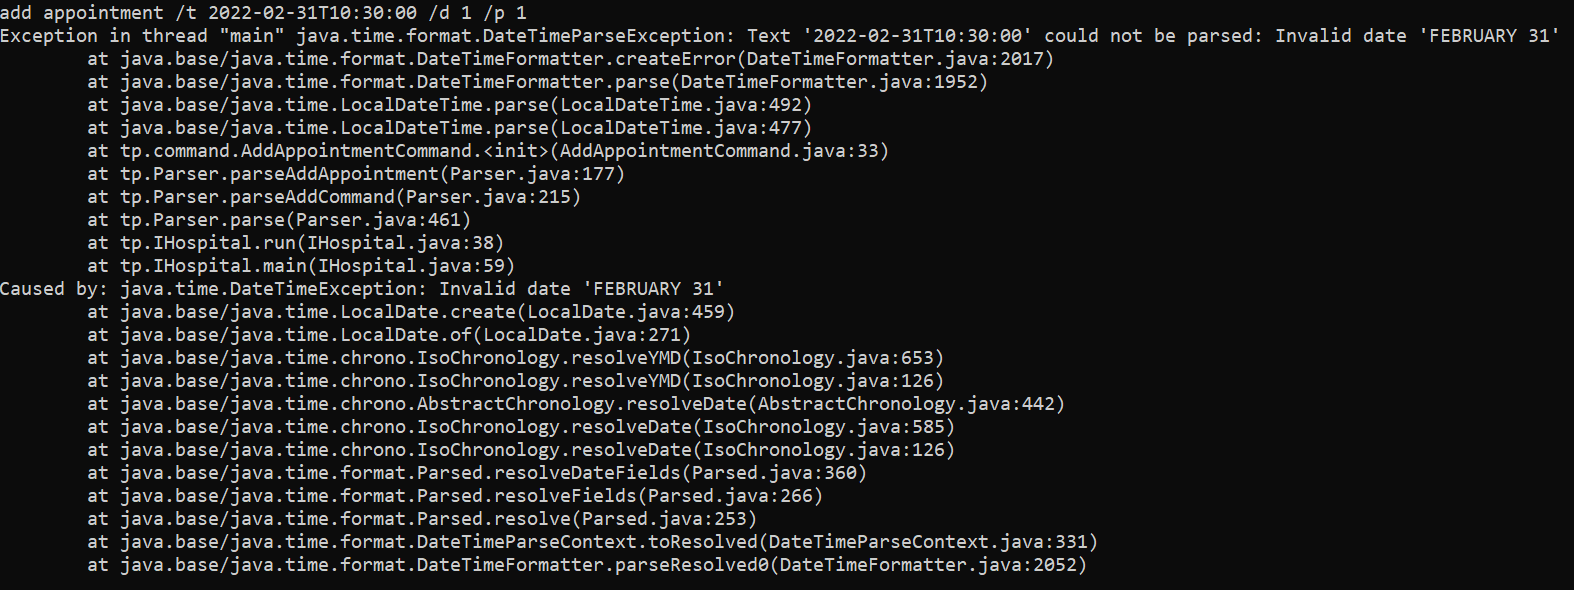 add appointment /t 2022-02-31T10:30:00 /d 1 /p 1
Exception in thread "main" java.time.format.DateTimeParseException: Text '2022-02-31T10:30:00' could not be parsed: Invalid date 'FEBRUARY 31'
        at java.base/java.time.format.DateTimeFormatter.createError(DateTimeFormatter.java:2017)
        at java.base/java.time.format.DateTimeFormatter.parse(DateTimeFormatter.java:1952)
        at java.base/java.time.LocalDateTime.parse(LocalDateTime.java:492)
        at java.base/java.time.LocalDateTime.parse(LocalDateTime.java:477)
        at tp.command.AddAppointmentCommand.<init>(AddAppointmentCommand.java:33)
        at tp.Parser.parseAddAppointment(Parser.java:177)
        at tp.Parser.parseAddCommand(Parser.java:215)
        at tp.Parser.parse(Parser.java:461)
        at tp.IHospital.run(IHospital.java:38)
        at tp.IHospital.main(IHospital.java:59)
Caused by: java.time.DateTimeException: Invalid date 'FEBRUARY 31'
        at java.base/java.time.LocalDate.create(LocalDate.java:459)
        at java.base/java.time.LocalDate.of(LocalDate.java:271)
        at java.base/java.time.chrono.IsoChronology.resolveYMD(IsoChronology.java:653)
        at java.base/java.time.chrono.IsoChronology.resolveYMD(IsoChronology.java:126)
        at java.base/java.time.chrono.AbstractChronology.resolveDate(AbstractChronology.java:442)
        at java.base/java.time.chrono.IsoChronology.resolveDate(IsoChronology.java:585)
        at java.base/java.time.chrono.IsoChronology.resolveDate(IsoChronology.java:126)
        at java.base/java.time.format.Parsed.resolveDateFields(Parsed.java:360)
        at java.base/java.time.format.Parsed.resolveFields(Parsed.java:266)
        at java.base/java.time.format.Parsed.resolve(Parsed.java:253)
        at java.base/java.time.format.DateTimeParseContext.toResolved(DateTimeParseContext.java:331)
        at java.base/java.time.format.DateTimeFormatter.parseResolved0(DateTimeFormatter.java:2052)